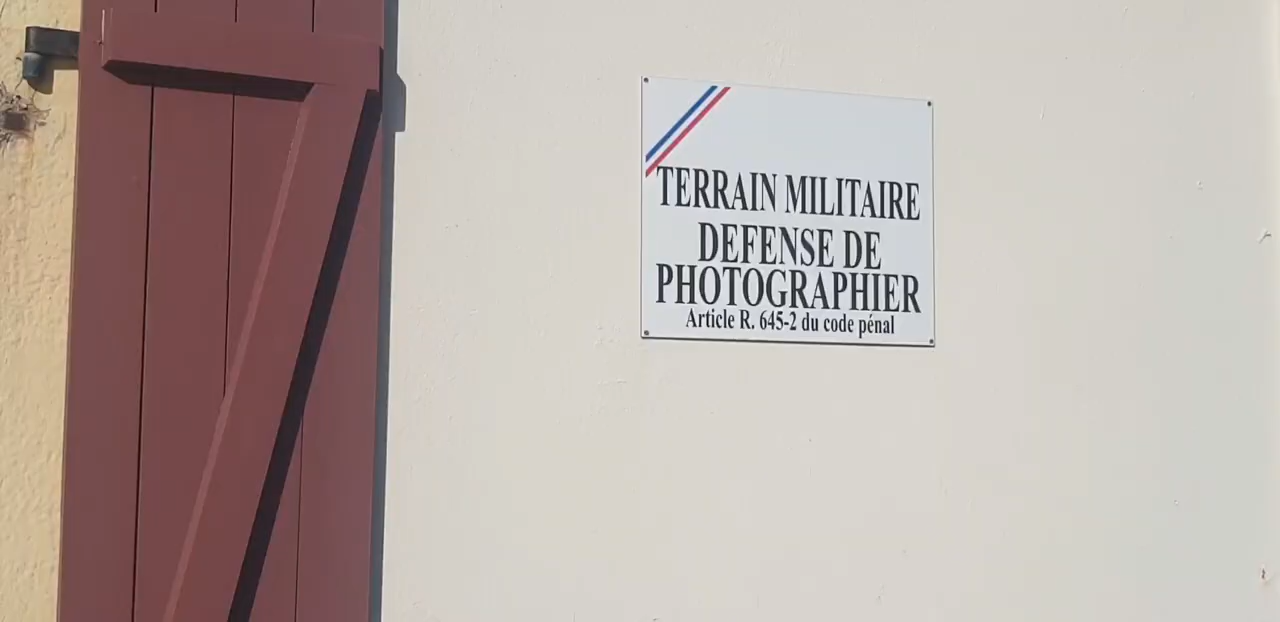 TERRAIN MILITAIRE
DEFENSE DE
PHOTOGRAPHIER
Article R. 645-2 du code pénal